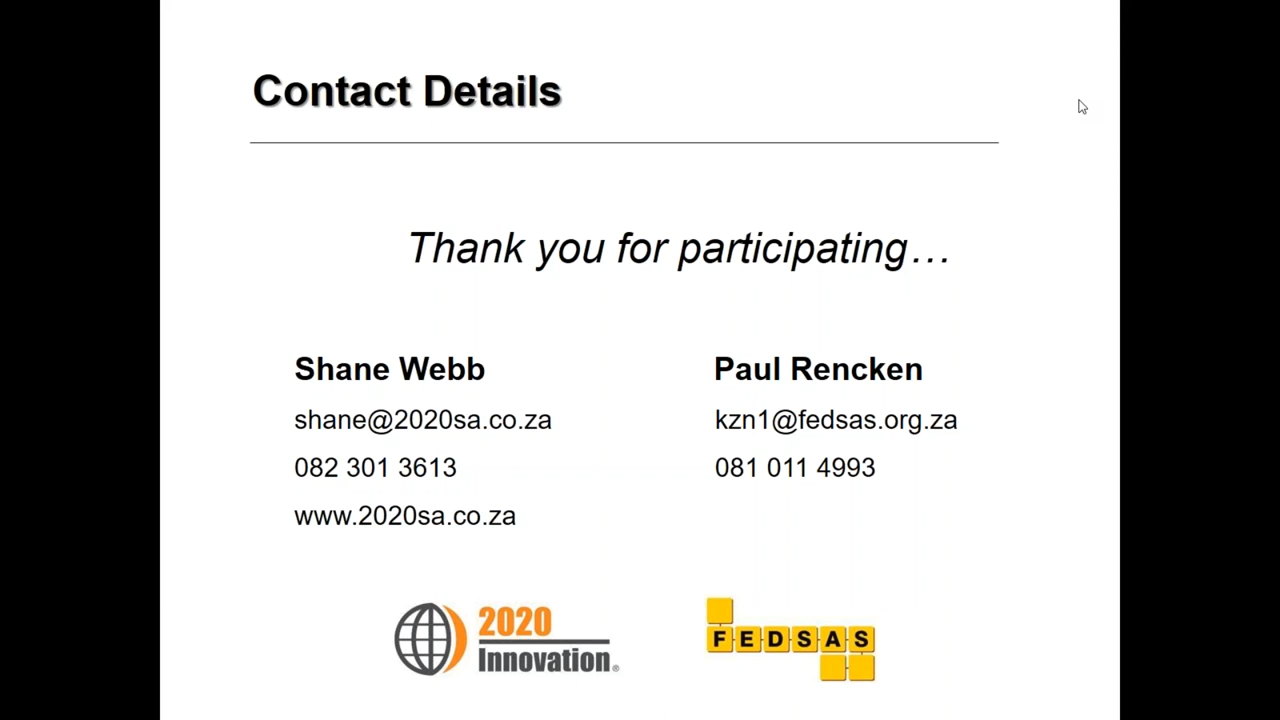 Contact Details
Thank you for participating…
Shane Webb
shane@2020sa.co.za
082 301 3613
www.2020sa.co.za
Paul Rencken
kzn1@fedsas.org.za
081 011 4993
2020
Innovation®
FEDSAS